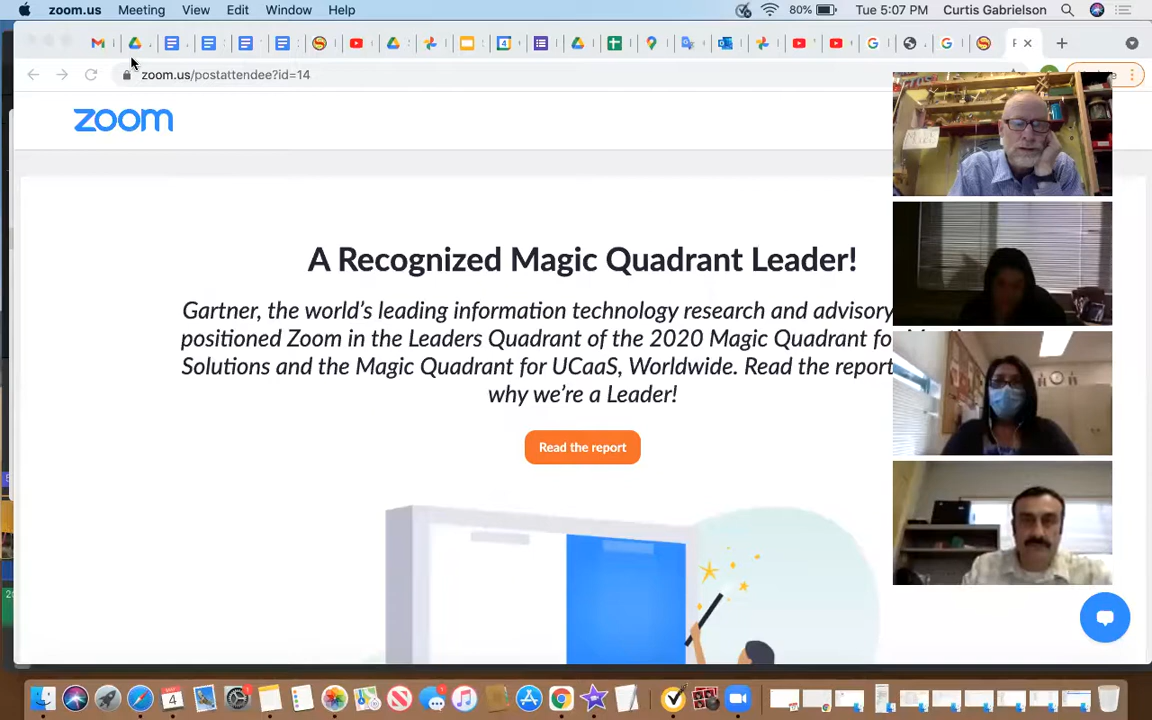 zoom.us Meeting View Edit Window Help 80% Tue 5:07 PM Curtis Gabrielson
zoom.us/postattendee?id=14
zoom
A Recognized Magic Quadrant Leader!
Gartner, the world's leading information technology research and advisory
positioned Zoom in the Leaders Quadrant of the 2020 Magic Quadrant fo
Solutions and the Magic Quadrant for UCaaS, Worldwide. Read the report
why we're a Leader!
Read the report